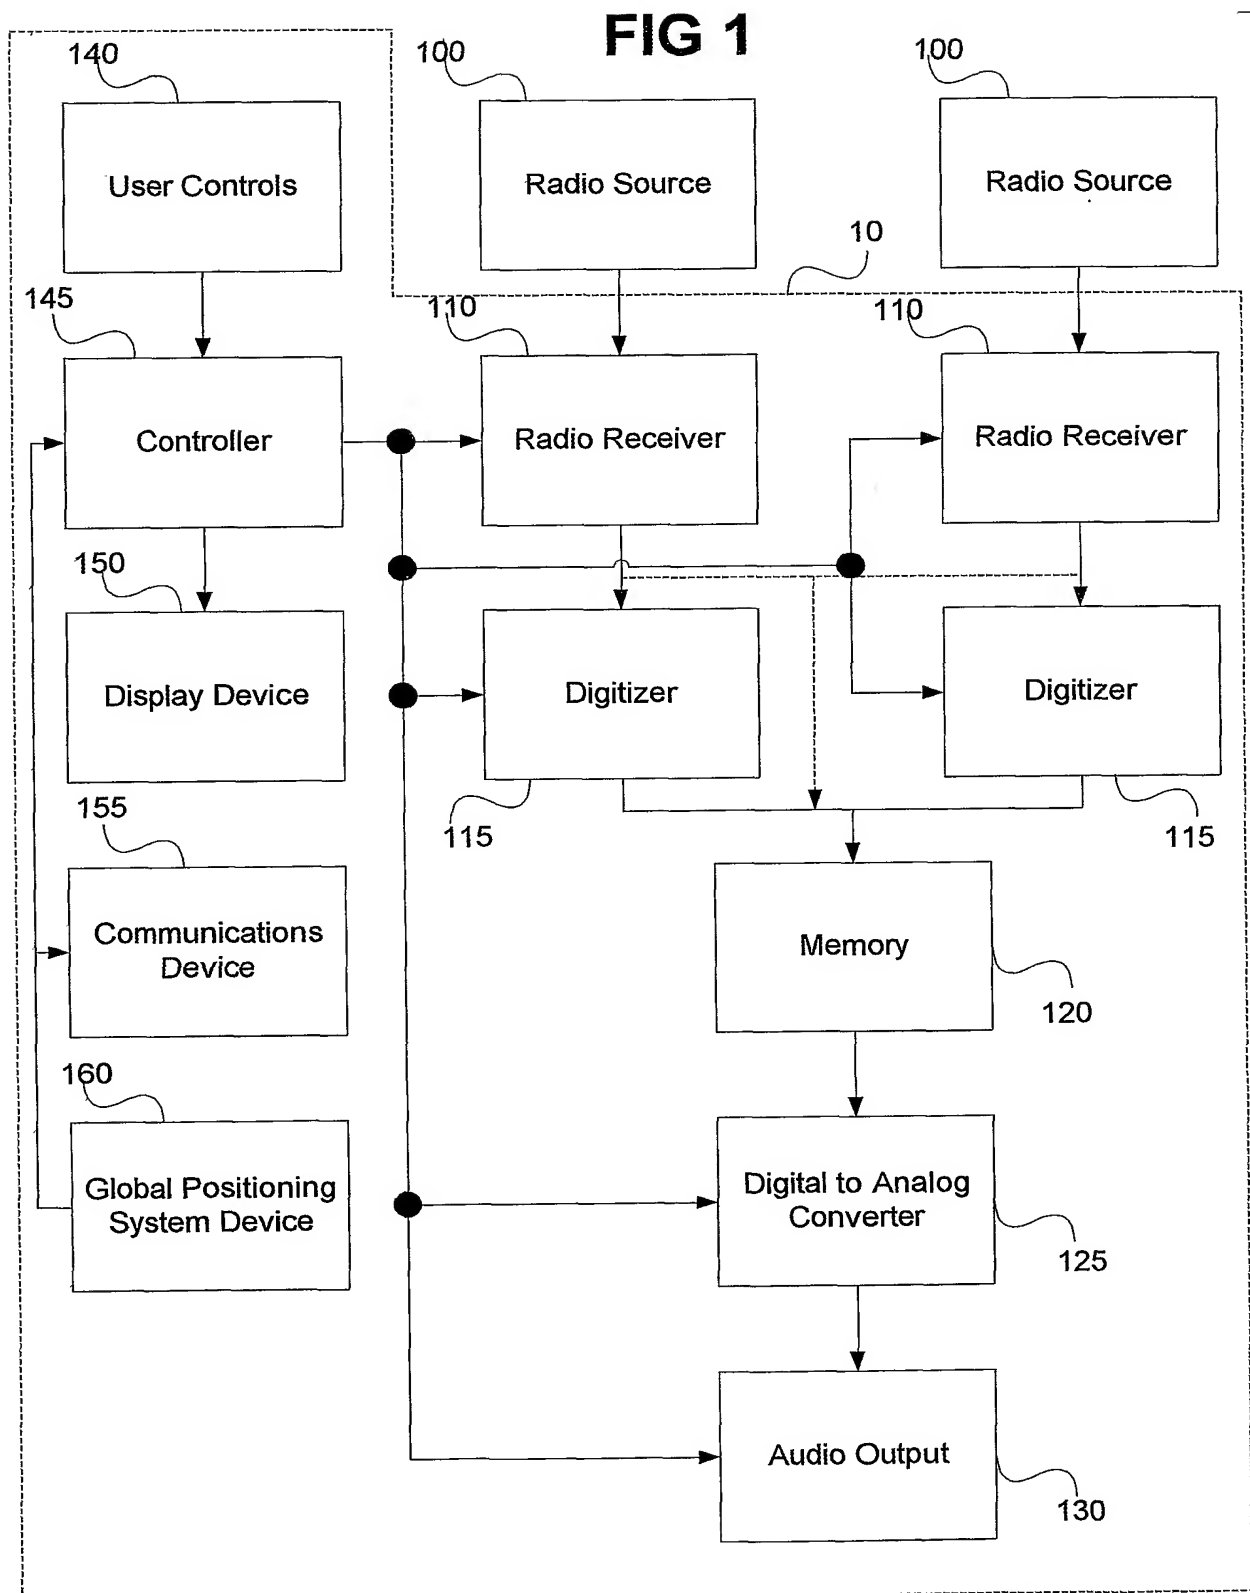 FIG 1
140
100
100
User Controls
Radio Source
Radio Source
10
145
110
110
Controller
Radio Receiver
Radio Receiver
150
Display Device
Digitizer
Digitizer
155
115
115
Communications
Device
Memory
120
160
Global Positioning
System Device
Digital to Analog
Converter
125
Audio Output
130